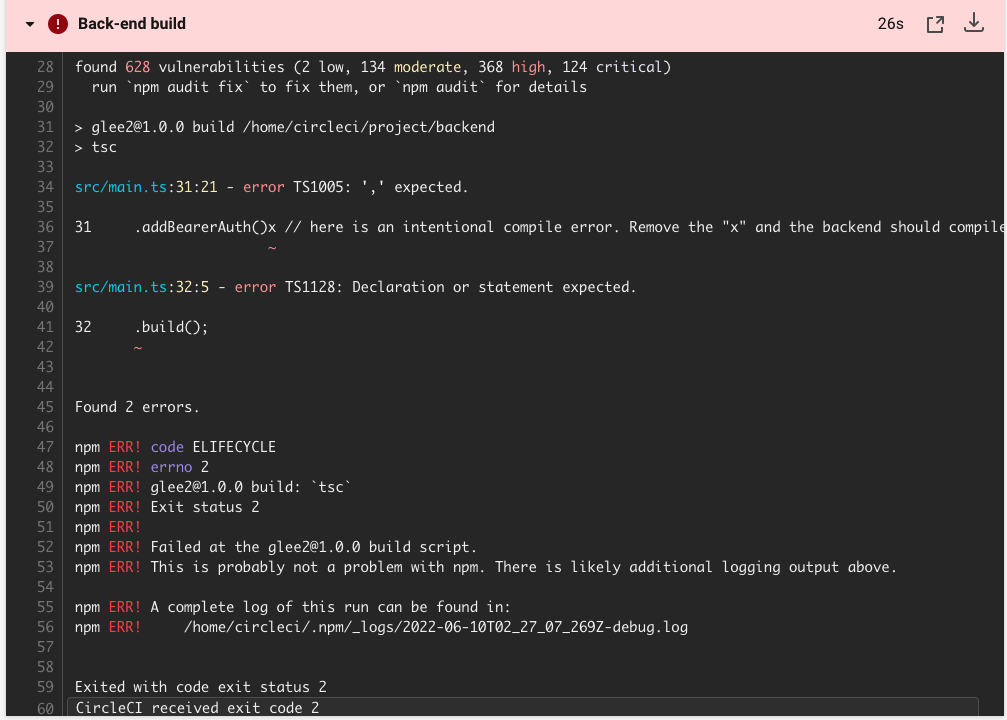 Back-end build 26s
28 found 628 vulnerabilities (2 low, 134 moderate, 368 high, 124 critical)
29 run `npm audit fix` to fix them, or `npm audit` for details
30
31 > glee2@1.0.0 build /home/circleci/project/backend
32 > tsc
33
34 src/main.ts:31:21 - error TS1005: ',' expected.
35
36 31     .addBearerAuth()x // here is an intentional compile error. Remove the "x" and the backend should compile
37 ~
38
39 src/main.ts:32:5 - error TS1128: Declaration or statement expected.
40
41 32     .build();
42 ~
43
44
45 Found 2 errors.
46
47 npm ERR! code ELIFECYCLE
48 npm ERR! errno 2
49 npm ERR! glee2@1.0.0 build: `tsc`
50 npm ERR! Exit status 2
51 npm ERR!
52 npm ERR! Failed at the glee2@1.0.0 build script.
53 npm ERR! This is probably not a problem with npm. There is likely additional logging output above.
54
55 npm ERR! A complete log of this run can be found in:
56 npm ERR!     /home/circleci/.npm/_logs/2022-06-10T02_27_07_269Z-debug.log
57
58
59 Exited with code exit status 2
60 CircleCI received exit code 2